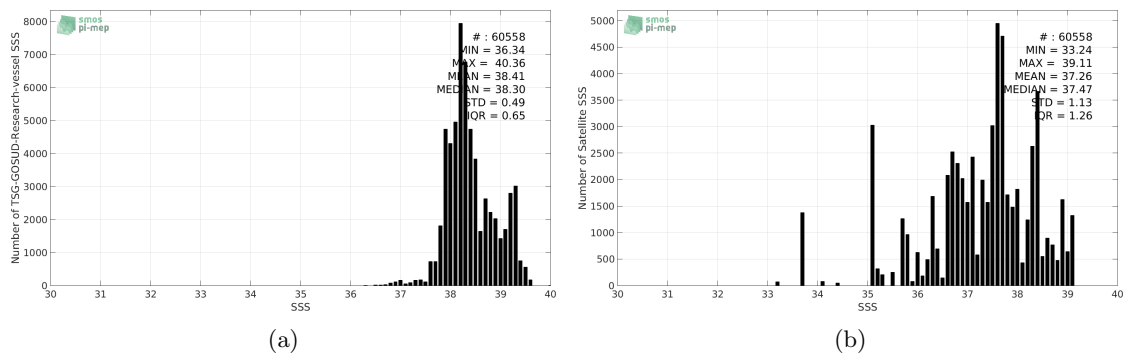 smos
pi-mep
# : 60558
MIN = 36.34
MAX = 40.36
MEAN = 38.41
MEDIAN = 38.30
STD = 0.49
IQR = 0.65
Number of TSG-GOSUD-Research-vessel SSS
8000
7000
6000
5000
4000
3000
2000
1000
0
30 31 32 33 34 35 36 37 38 39 40
SSS
(a)
smos
pi-mep
# : 60558
MIN = 33.24
MAX = 39.11
MEAN = 37.26
MEDIAN = 37.47
STD = 1.13
IQR = 1.26
Number of Satellite SSS
5000
4500
4000
3500
3000
2500
2000
1500
1000
500
0
30 31 32 33 34 35 36 37 38 39 40
SSS
(b)